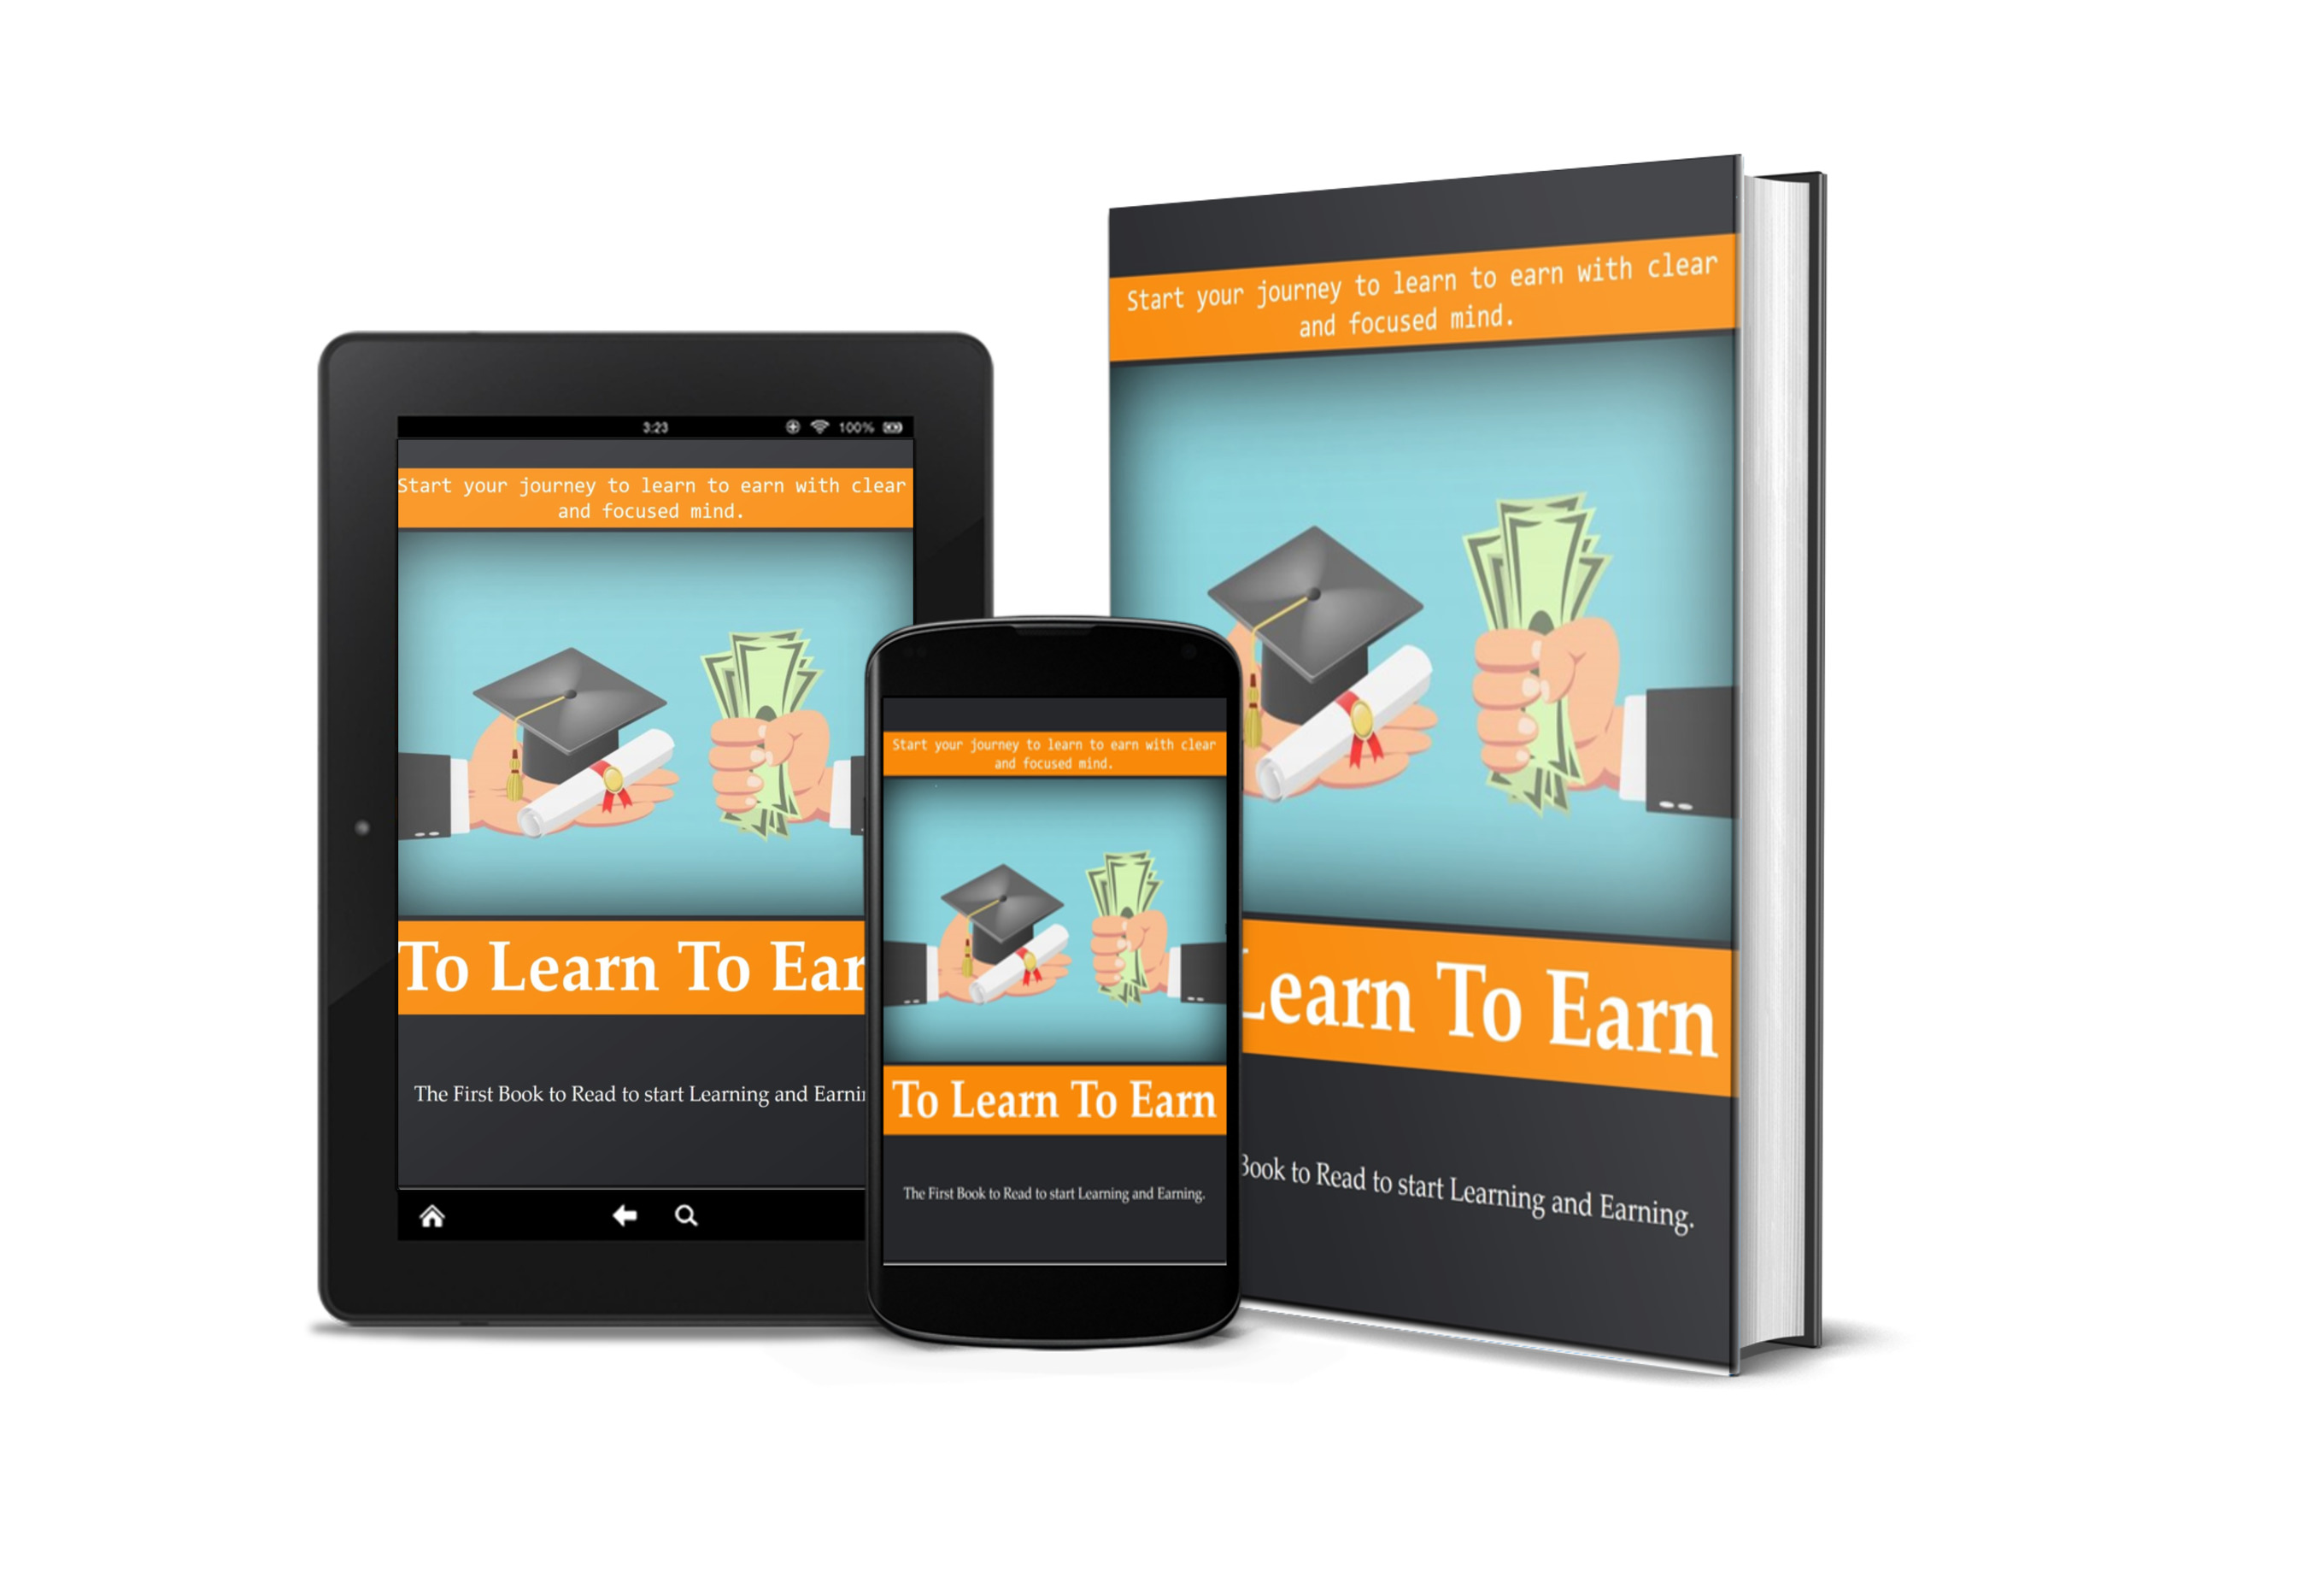 3:23
100%
Start your journey to learn to earn with clear
and focused mind.
To Learn To Ear
The First Book to Read to start Learning and Earni
Start your journey to learn to earn with clear
and focused mind.
To Learn To Earn
The First Book to Read to start Learning and Earning.
Start your journey to learn to earn with clear
and focused mind.
Learn To Earn
Book to Read to start Learning and Earning.